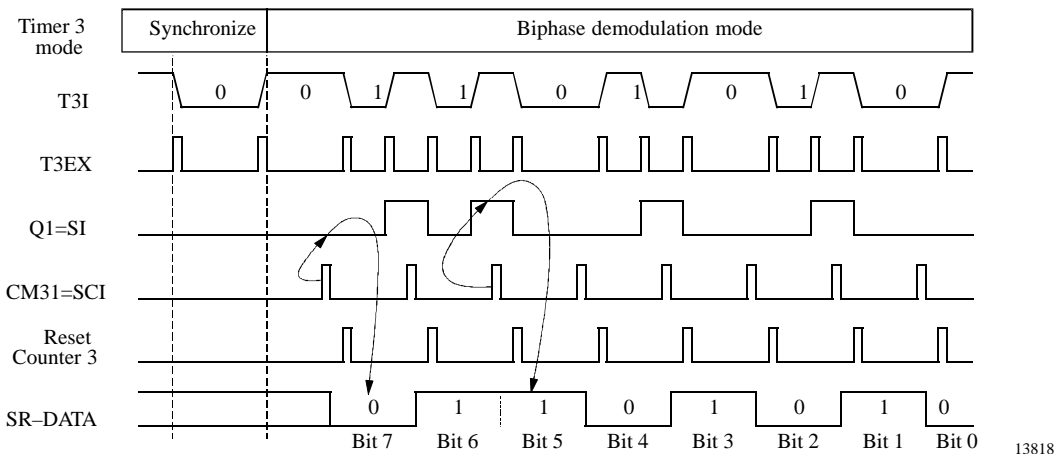 Timer 3
mode
Synchronize
Biphase demodulation mode
T3I
0 0 1 1 0 1 0 1 0
T3EX
Q1=SI
CM31=SCI
Reset
Counter 3
SR–DATA
0 1 1 0 1 0 1 0
Bit 7 Bit 6 Bit 5 Bit 4 Bit 3 Bit 2 Bit 1 Bit 0
13818